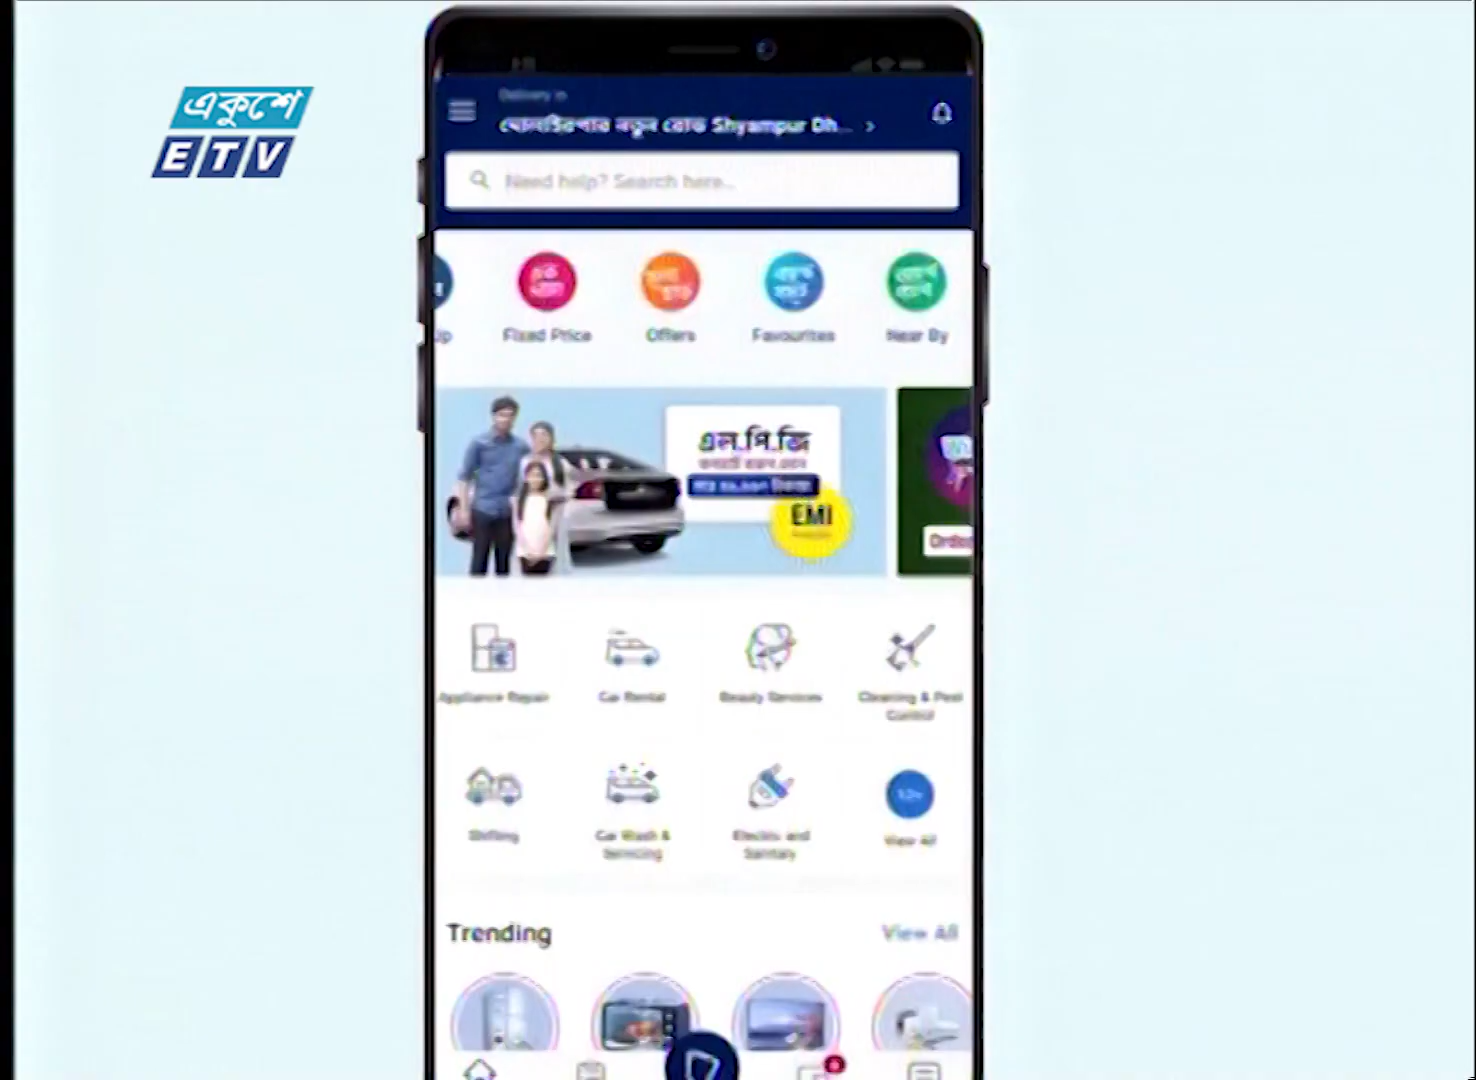 একুশে
ETV
Delivery in
নতুন রোড Shyampur Dh...
Need help? Search here...
Fixed Price
Offers
Favourites
Near By
এল.পি.জি
EMI
Appliance Repair
Car Rental
Beauty Services
Cleaning & Pest
Control
Shifting
Car Wash &
Servicing
Electric and
Sanitary
View All
Trending
View All